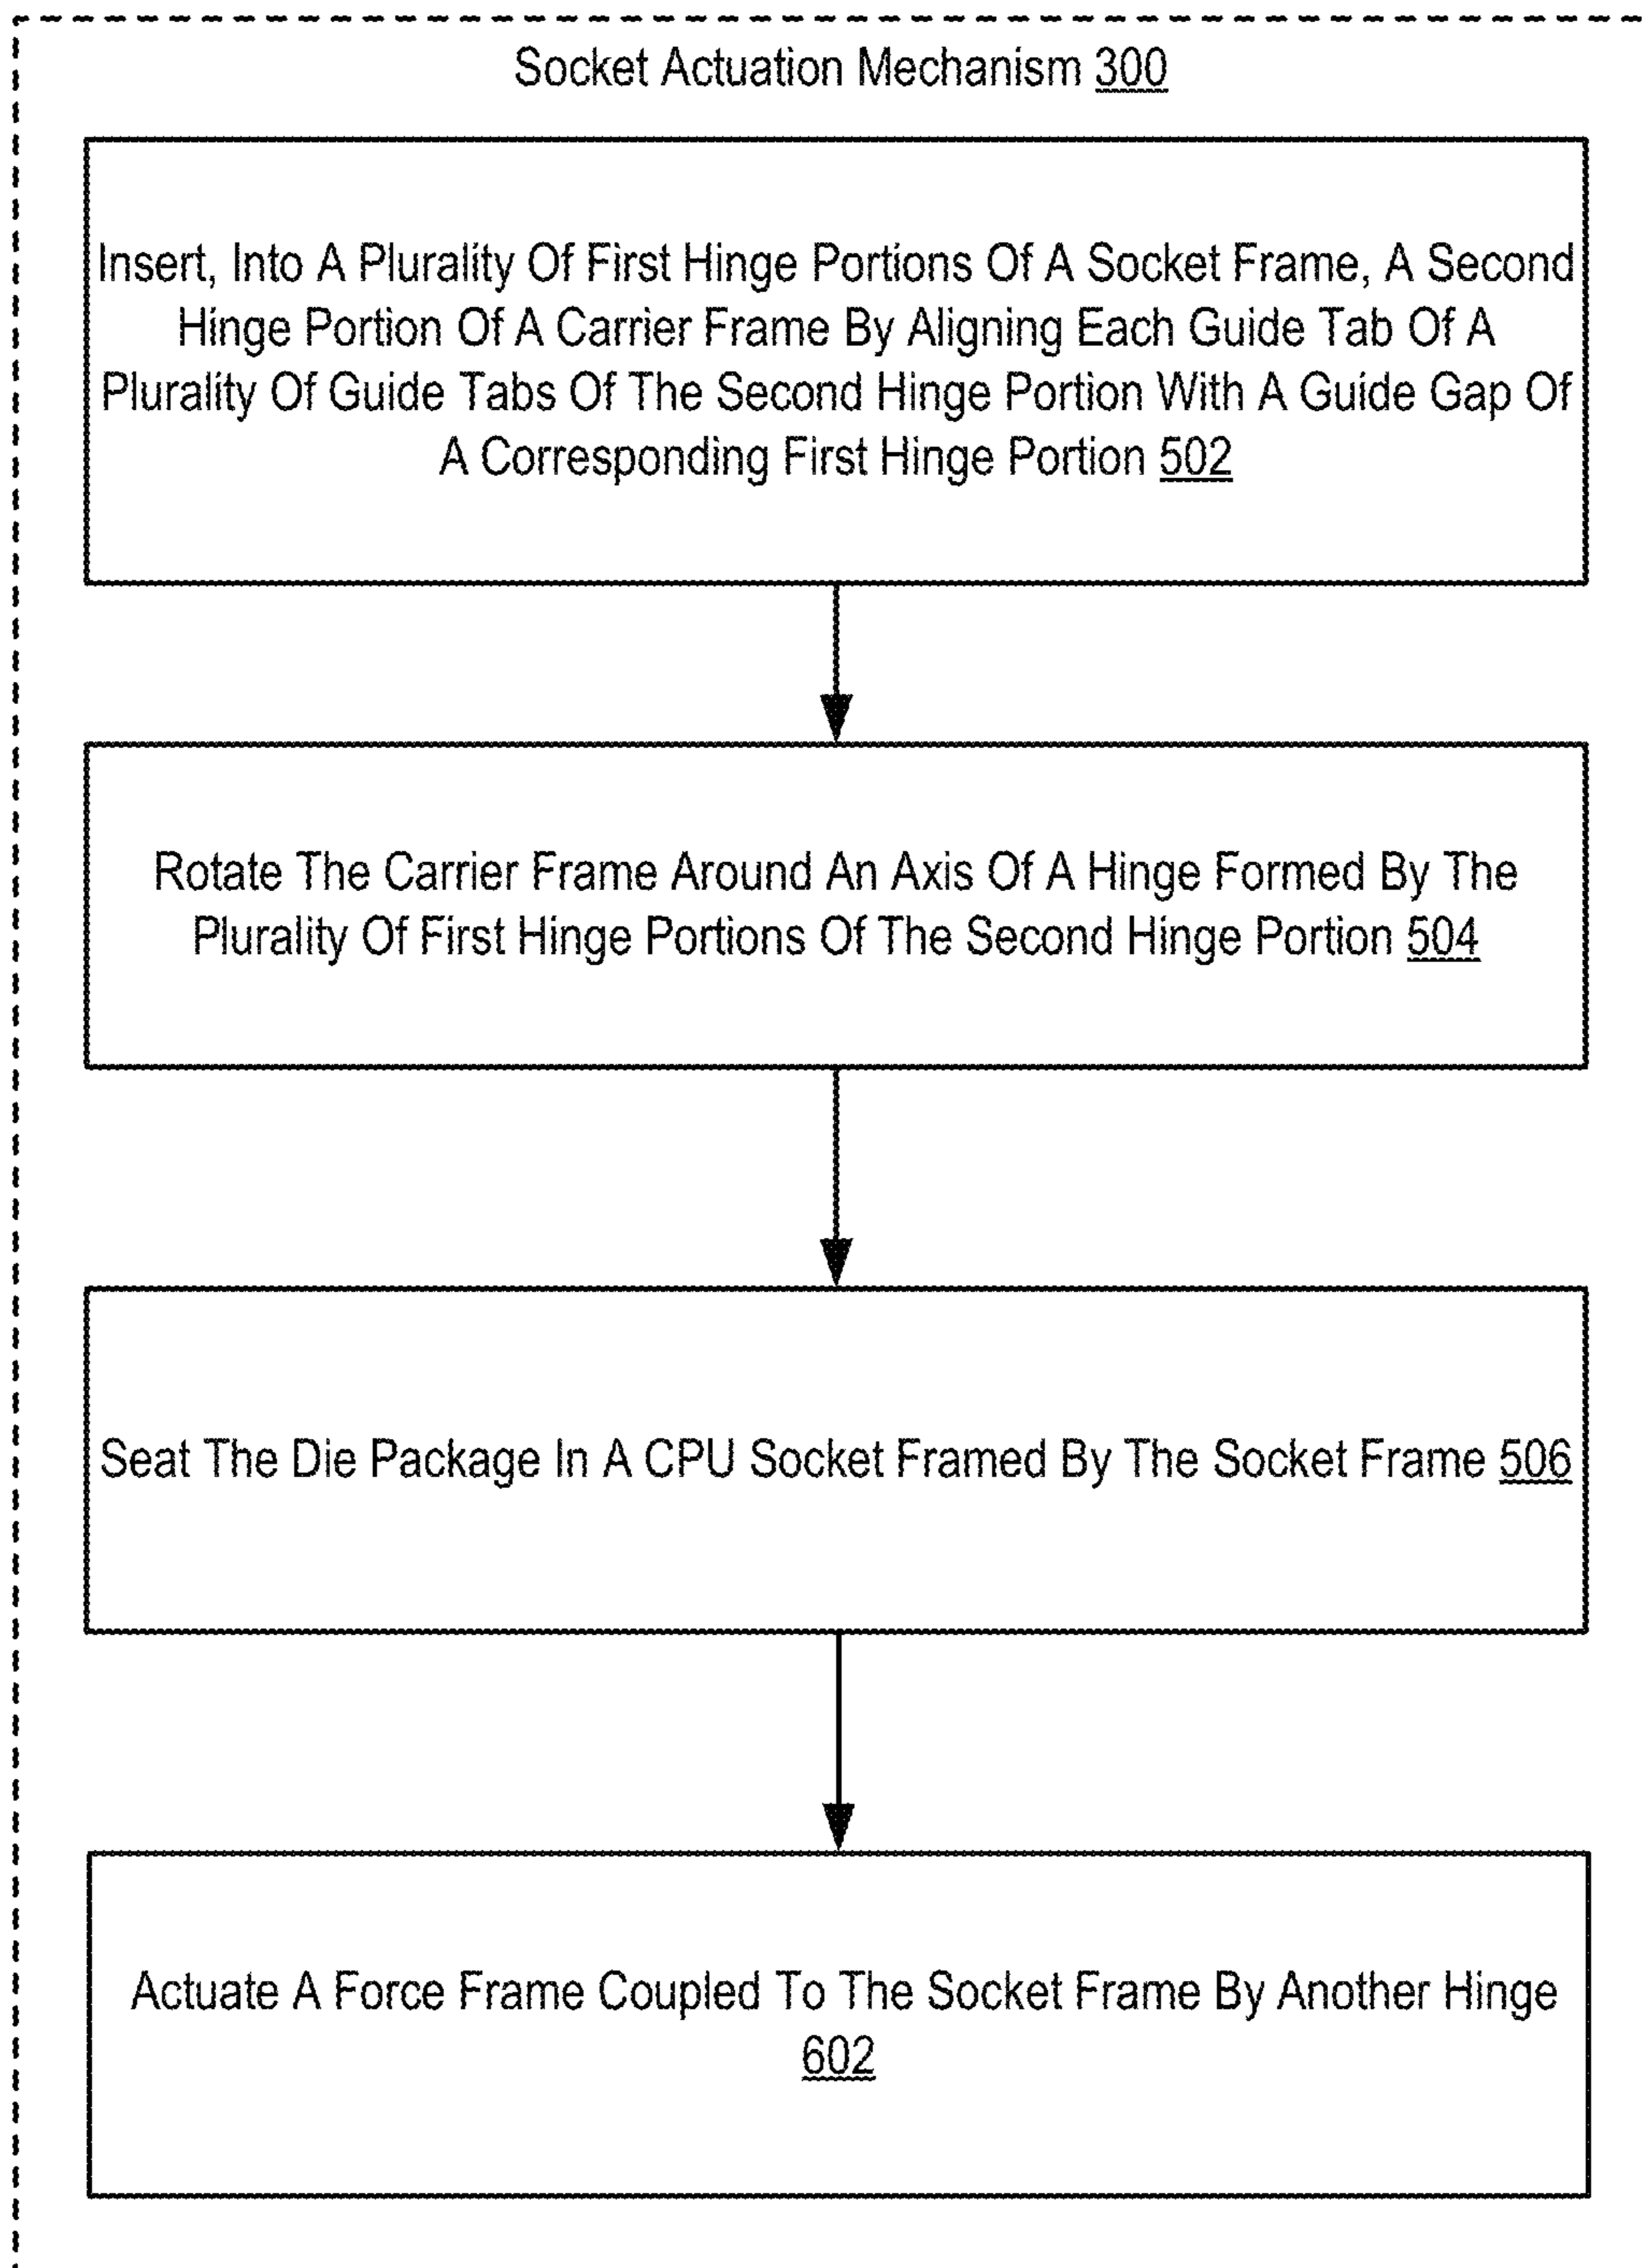 Socket Actuation Mechanism 300
Insert, Into A Plurality Of First Hinge Portions Of A Socket Frame, A Second
Hinge Portion Of A Carrier Frame By Aligning Each Guide Tab Of A
Plurality Of Guide Tabs Of The Second Hinge Portion With A Guide Gap Of
A Corresponding First Hinge Portion 502
Rotate The Carrier Frame Around An Axis Of A Hinge Formed By The
Plurality Of First Hinge Portions Of The Second Hinge Portion 504
Seat The Die Package In A CPU Socket Framed By The Socket Frame 506
Actuate A Force Frame Coupled To The Socket Frame By Another Hinge
602